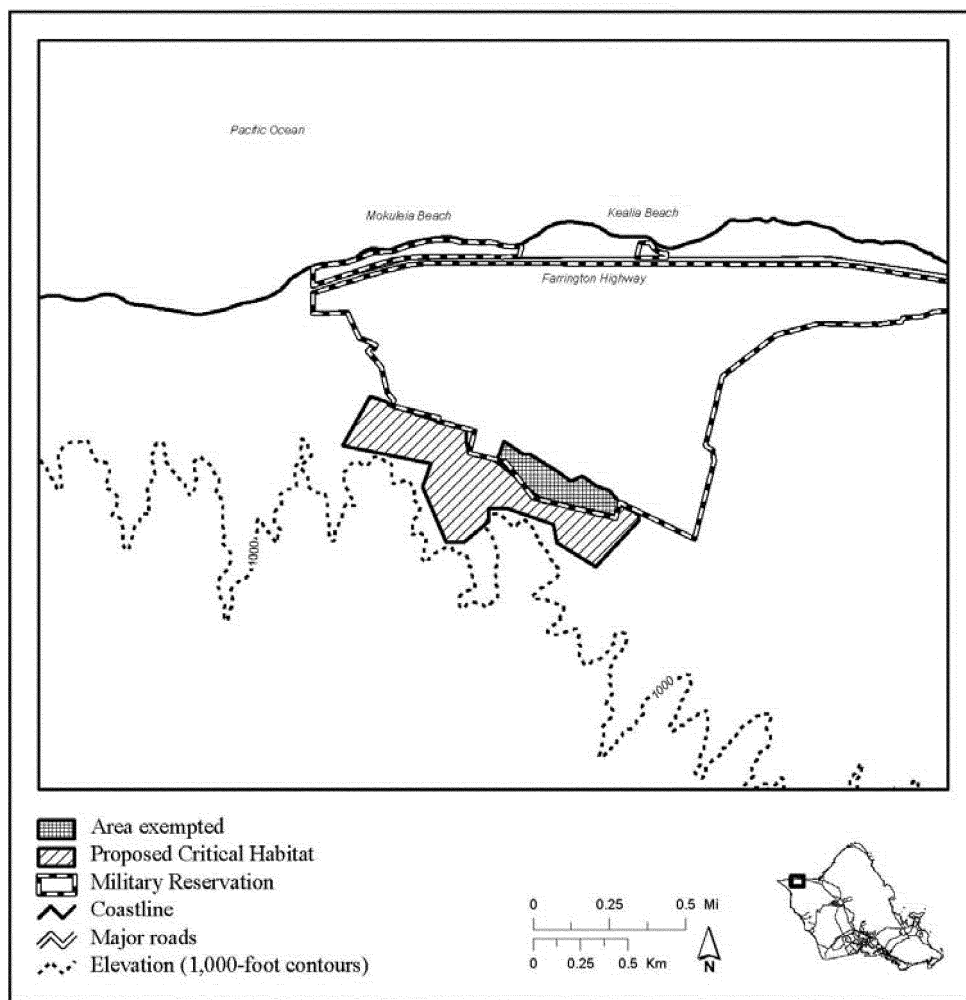 Pacific Ocean
Mokuleia Beach
Kealia Beach
Farrington Highway
1000
1000
Area exempted
Proposed Critical Habitat
Military Reservation
Coastline
Major roads
Elevation (1,000-foot contours)
0 0.25 0.5 Mi
0 0.25 0.5 Km
N